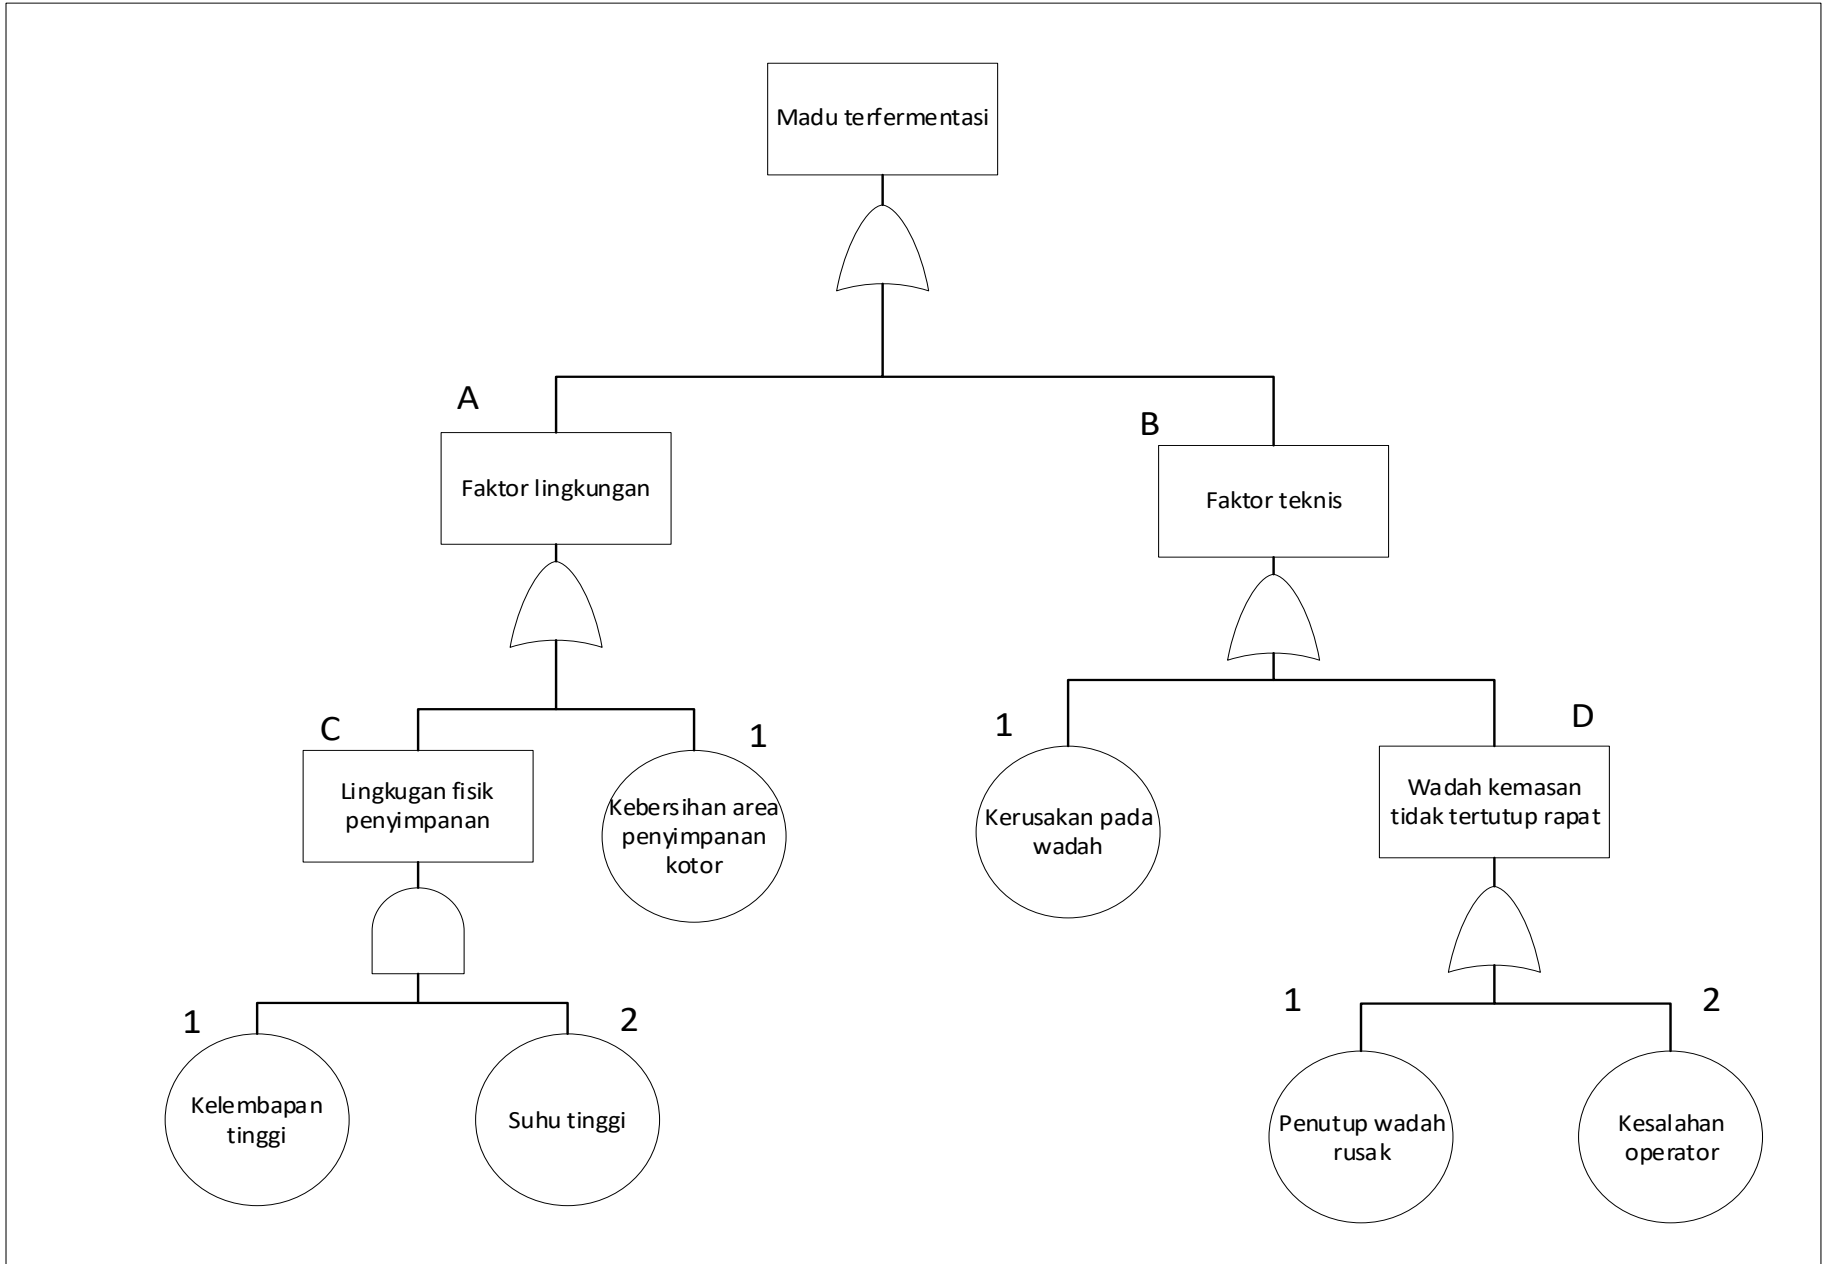 Madu terfermentasi
A
Faktor lingkungan
B
Faktor teknis
C
Lingkugan fisik
penyimpanan
1
Kebersihan area
penyimpanan
kotor
1
Kerusakan pada
wadah
D
Wadah kemasan
tidak tertutup rapat
1
Kelembapan
tinggi
2
Suhu tinggi
1
Penutup wadah
rusak
2
Kesalahan
operator